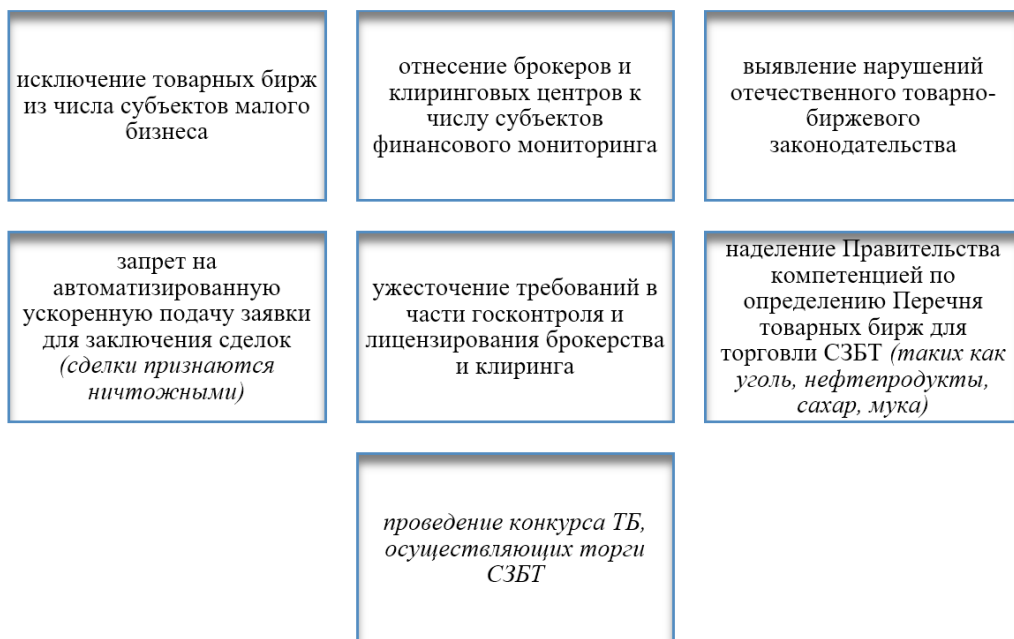 исключение товарных бирж
из числа субъектов малого
бизнеса
отнесение брокеров и
клиринговых центров к
числу субъектов
финансового мониторинга
выявление нарушений
отечественного товарно-
биржевого
законодательства
запрет на
автоматизированную
ускоренную подачу заявки
для заключения сделок
(сделки признаются
ничтожными)
ужесточение требований в
части госконтроля и
лицензирования брокерства
и клиринга
наделение Правительства
компетенцией по
определению Перечня
товарных бирж для
торговли СЗБТ (таких как
уголь, нефтепродукты,
сахар, мука)
проведение конкурса ТБ,
осуществляющих торги
СЗБТ